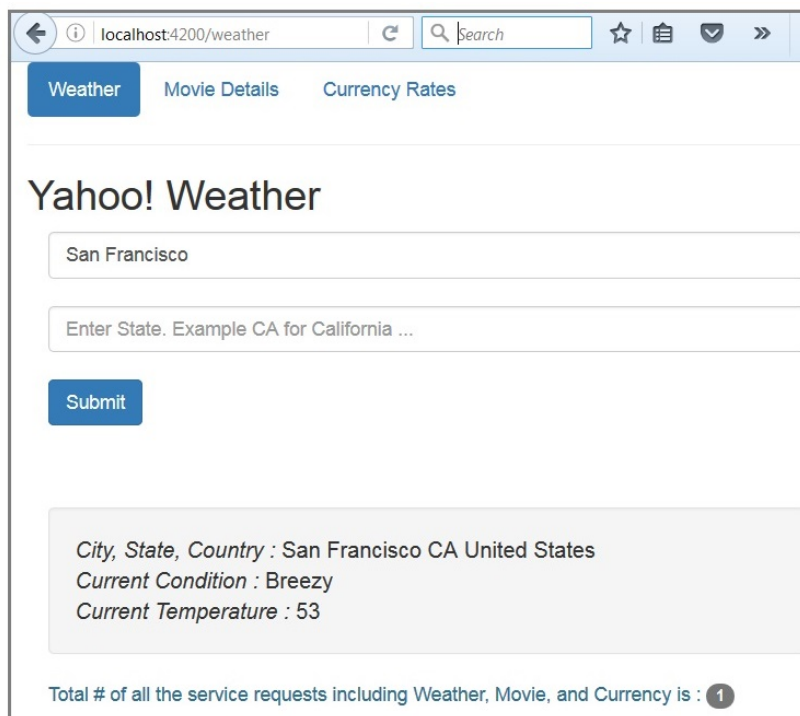 localhost:4200/weather
Search
Weather Movie Details Currency Rates
Yahoo! Weather
San Francisco
Enter State. Example CA for California ...
Submit
City, State, Country : San Francisco CA United States
Current Condition : Breezy
Current Temperature : 53
Total # of all the service requests including Weather, Movie, and Currency is : 1